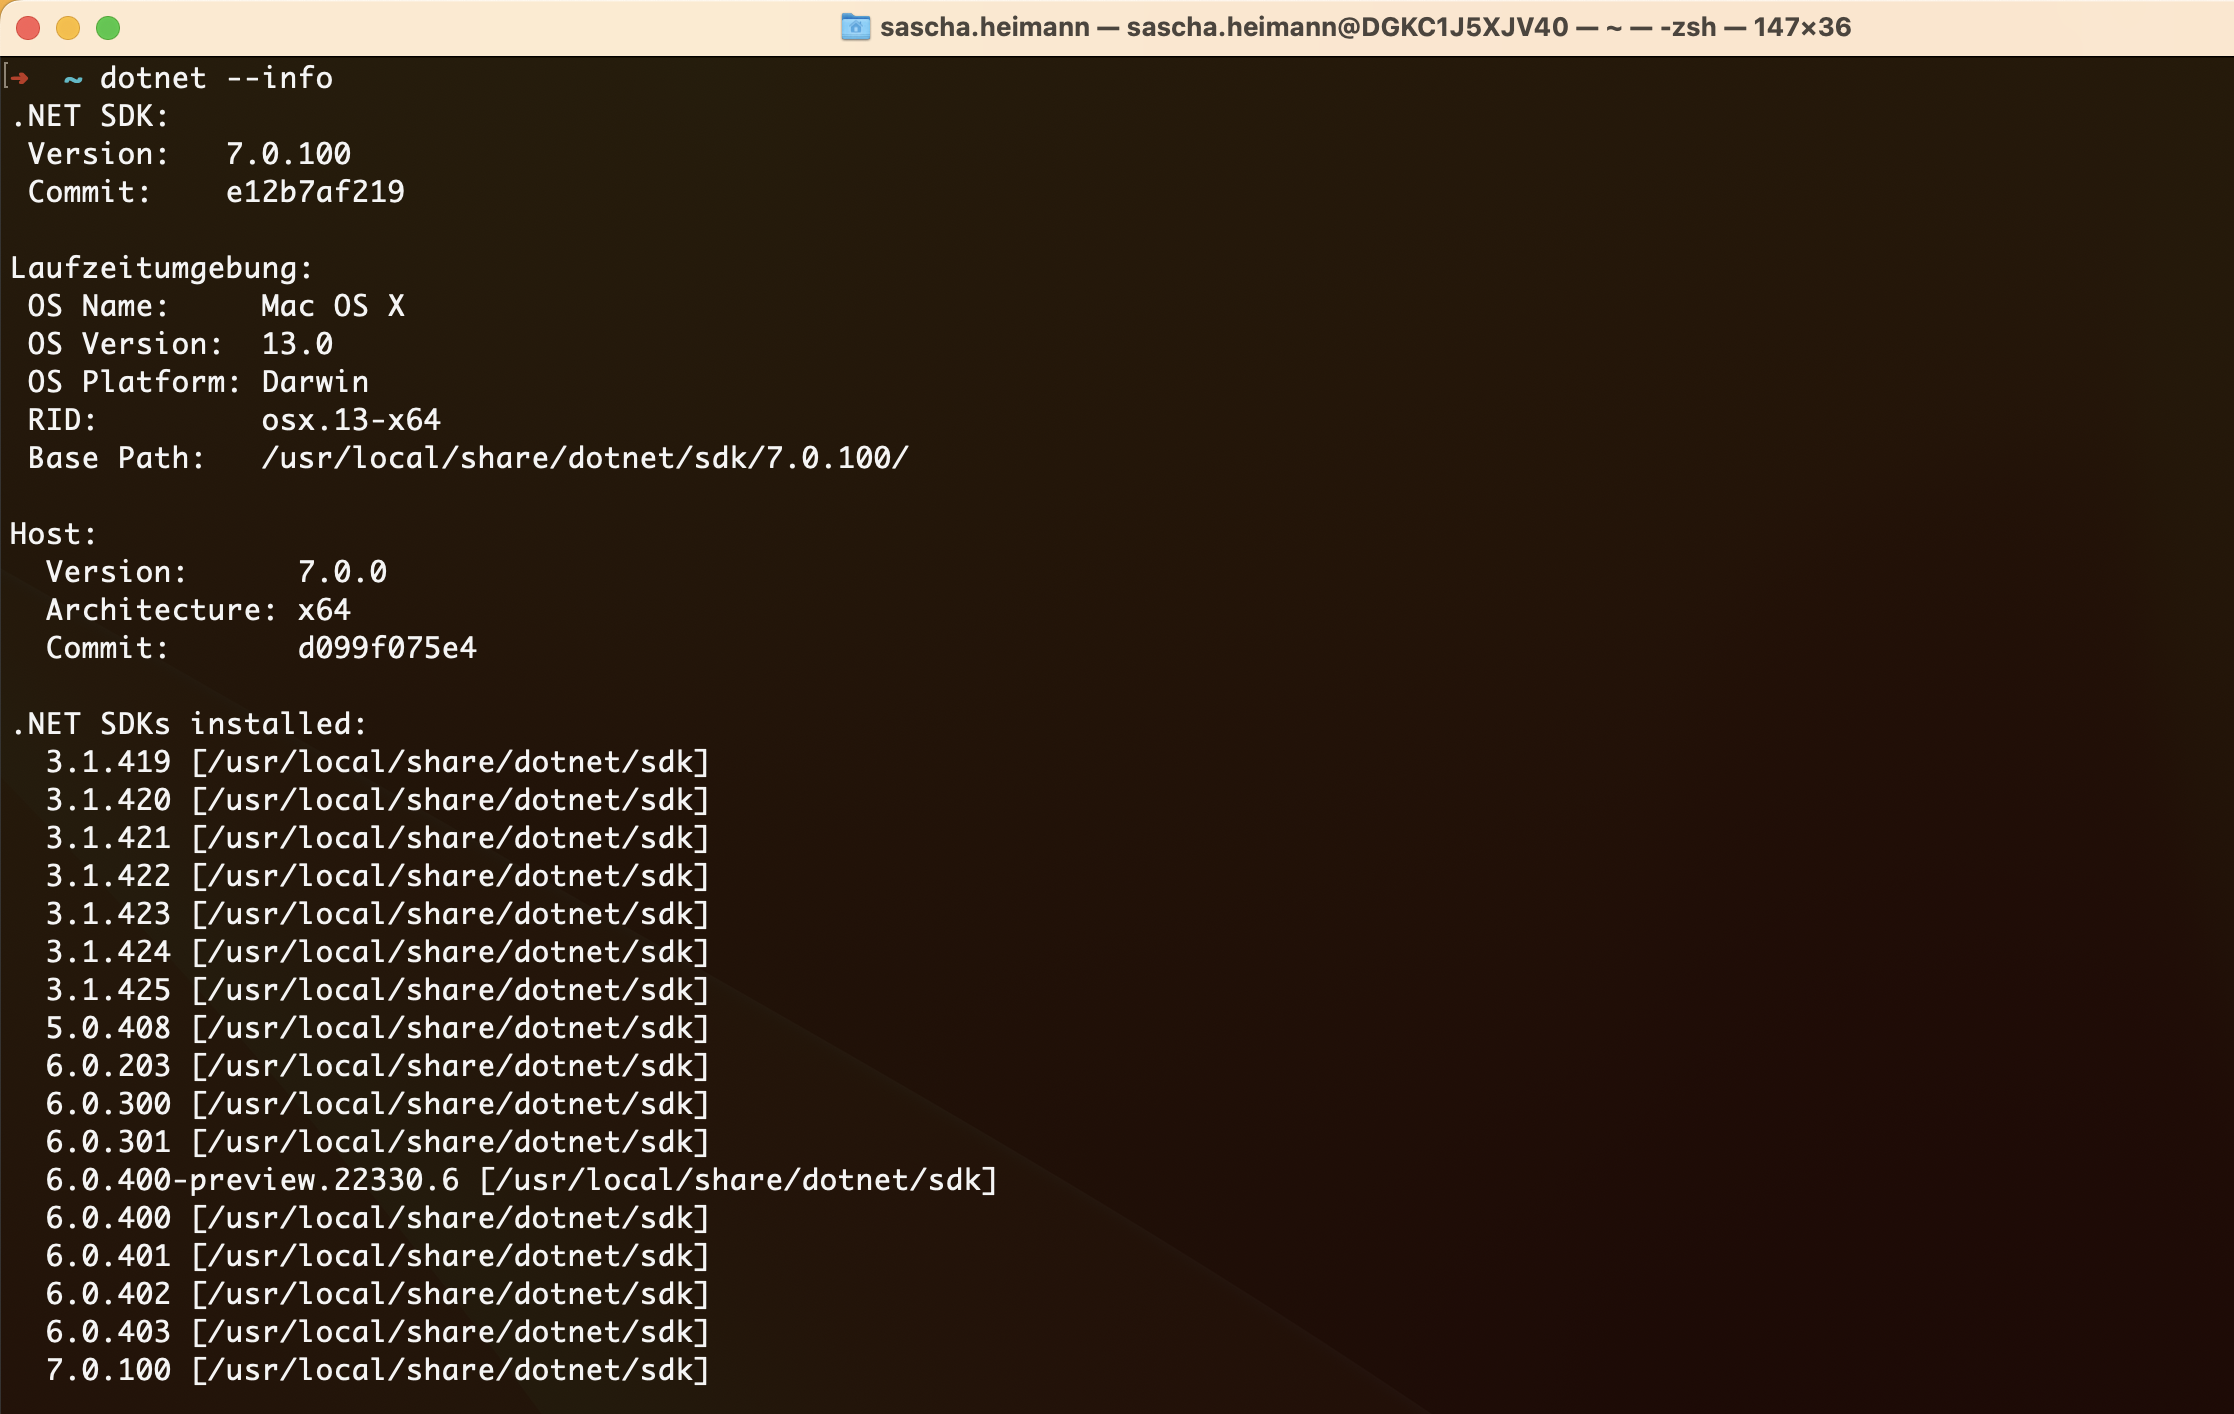 sascha.heimann — sascha.heimann@DGKC1J5XJV40 — ~ — -zsh — 147×36
[➜  ~ dotnet --info
.NET SDK:
 Version:   7.0.100
 Commit:    e12b7af219
Laufzeitumgebung:
 OS Name:     Mac OS X
 OS Version:  13.0
 OS Platform: Darwin
 RID:         osx.13-x64
 Base Path:   /usr/local/share/dotnet/sdk/7.0.100/
Host:
  Version:      7.0.0
  Architecture: x64
  Commit:       d099f075e4
.NET SDKs installed:
  3.1.419 [/usr/local/share/dotnet/sdk]
  3.1.420 [/usr/local/share/dotnet/sdk]
  3.1.421 [/usr/local/share/dotnet/sdk]
  3.1.422 [/usr/local/share/dotnet/sdk]
  3.1.423 [/usr/local/share/dotnet/sdk]
  3.1.424 [/usr/local/share/dotnet/sdk]
  3.1.425 [/usr/local/share/dotnet/sdk]
  5.0.408 [/usr/local/share/dotnet/sdk]
  6.0.203 [/usr/local/share/dotnet/sdk]
  6.0.300 [/usr/local/share/dotnet/sdk]
  6.0.301 [/usr/local/share/dotnet/sdk]
  6.0.400-preview.22330.6 [/usr/local/share/dotnet/sdk]
  6.0.400 [/usr/local/share/dotnet/sdk]
  6.0.401 [/usr/local/share/dotnet/sdk]
  6.0.402 [/usr/local/share/dotnet/sdk]
  6.0.403 [/usr/local/share/dotnet/sdk]
  7.0.100 [/usr/local/share/dotnet/sdk]